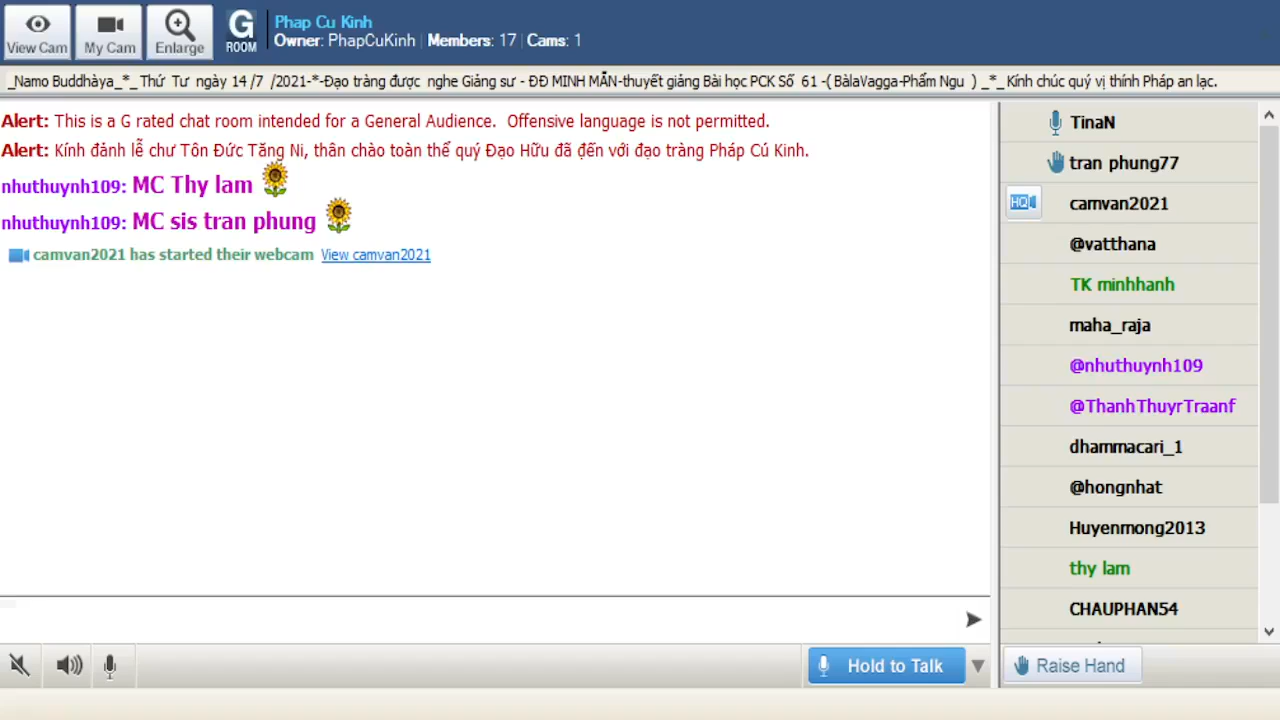 View Cam
My Cam
Enlarge
G
ROOM
Phap Cu Kinh
Owner: PhapCuKinh | Members: 17 | Cams: 1
_Namo Buddhàya_*_Thứ Tư ngày 14 /7 /2021-*-Đạo tràng được nghe Giảng sư - ĐĐ MINH MẪN-thuyết giảng Bài học PCK Số 61 -( BàlaVagga-Phẩm Ngu ) _*_Kính chúc quý vị thính Pháp an lạc.
Alert: This is a G rated chat room intended for a General Audience. Offensive language is not permitted.
Alert: Kính đảnh lễ chư Tôn Đức Tăng Ni, thân chào toàn thể quý Đạo Hữu đã đến với đạo tràng Pháp Cú Kinh.
nhuthuynh109: MC Thy lam
nhuthuynh109: MC sis tran phung
camvan2021 has started their webcam View camvan2021
TinaN
tran phung77
HQ
camvan2021
@vatthana
TK minhhanh
maha_raja
@nhuthuynh109
@ThanhThuyrTraanf
dhammacari_1
@hongnhat
Huyenmong2013
thy lam
CHAUPHAN54
Hold to Talk
Raise Hand